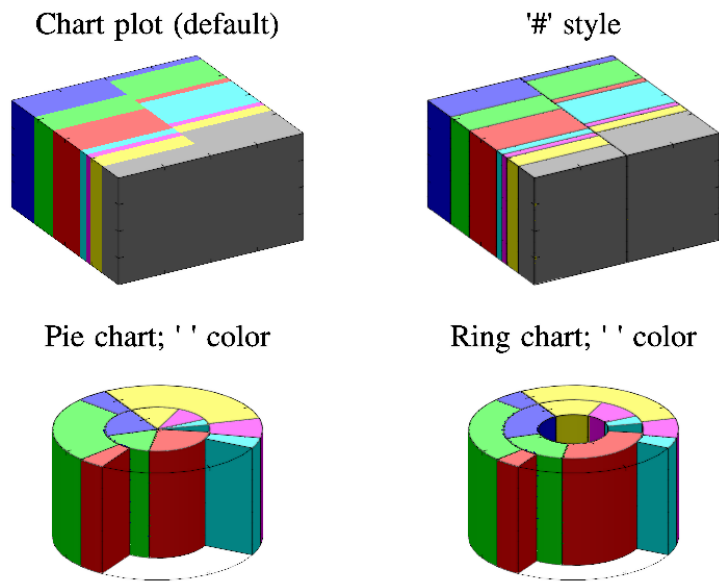 Chart plot (default)
'#' style
Pie chart; ' ' color
Ring chart; ' ' color